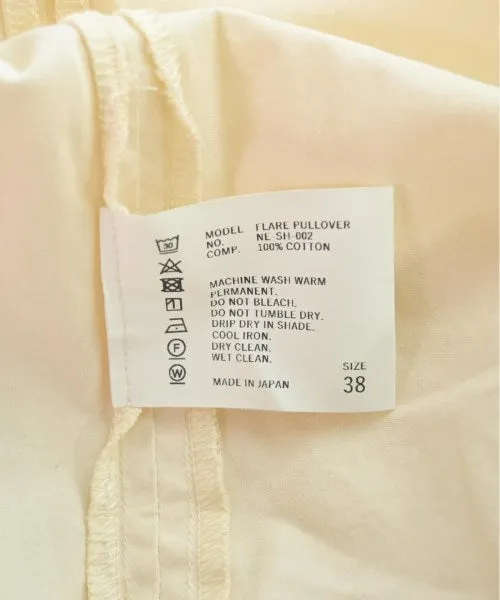 MODEL FLARE PULLOVER
NO. NE-SH-002
COMP. 100% COTTON
30
MACHINE WASH WARM
PERMANENT.
DO NOT BLEACH.
DO NOT TUMBLE DRY.
DRIP DRY IN SHADE.
COOL IRON.
DRY CLEAN.
WET CLEAN.
F
W
MADE IN JAPAN
SIZE
38